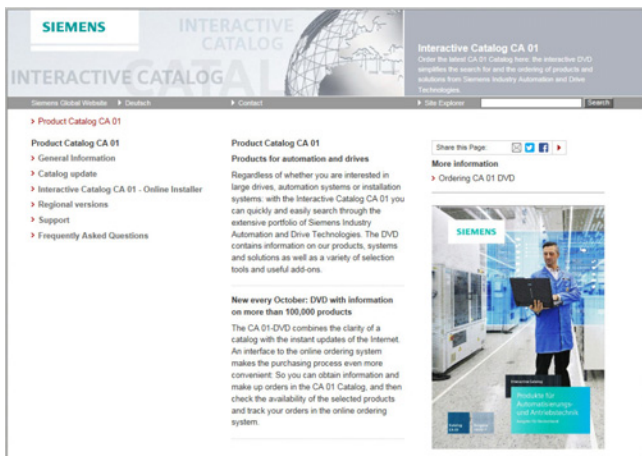 SIEMENS
INTERACTIVE
CATALOG
CATAL
INTERACTIVE CATALOG
Interactive Catalog CA 01
Order the latest CA 01 Catalog here: the interactive DVD
simplifies the search for and the ordering of products and
solutions from Siemens Industry Automation and Drive
Technologies.
Siemens Global Website Deutsch Contact Site Explorer Search
Product Catalog CA 01
Product Catalog CA 01
General Information
Catalog update
Interactive Catalog CA 01 - Online Installer
Regional versions
Support
Frequently Asked Questions
Product Catalog CA 01
Products for automation and drives
Regardless of whether you are interested in
large drives, automation systems or installation
systems: with the Interactive Catalog CA 01 you
can quickly and easily search through the
extensive portfolio of Siemens Industry
Automation and Drive Technologies. The DVD
contains information on our products, systems
and solutions as well as a variety of selection
tools and useful add-ons.
New every October: DVD with information
on more than 100,000 products
The CA 01-DVD combines the clarity of a
catalog with the instant updates of the Internet.
An interface to the online ordering system
makes the purchasing process even more
convenient. So you can obtain information and
make up orders in the CA 01 Catalog, and then
check the availability of the selected products
and track your orders in the online ordering
system.
Share this Page:
More information
Ordering CA 01 DVD
SIEMENS
Interactive Catalog
Produkte für
Automatisierungs-
und Antriebstechnik